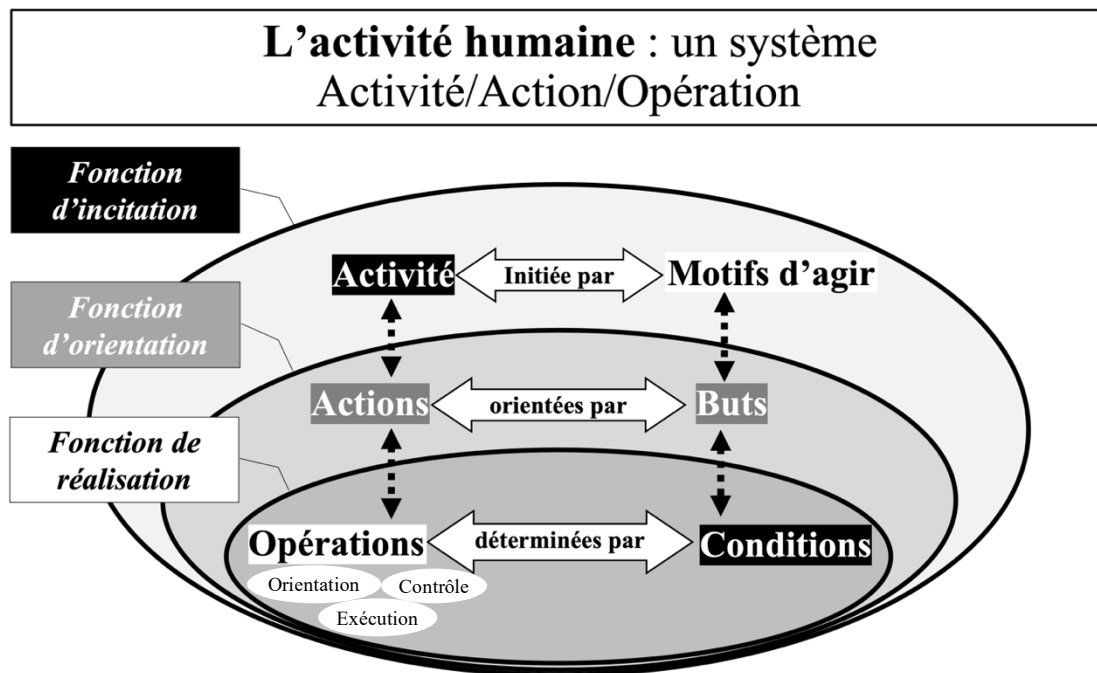 L’activité humaine : un système
Activité/Action/Opération
Fonction
d’incitation
Activité
Initiée par
Motifs d’agir
Fonction
d’orientation
Actions
orientées par
Buts
Fonction de
réalisation
Opérations
déterminées par
Conditions
Orientation
Contrôle
Exécution